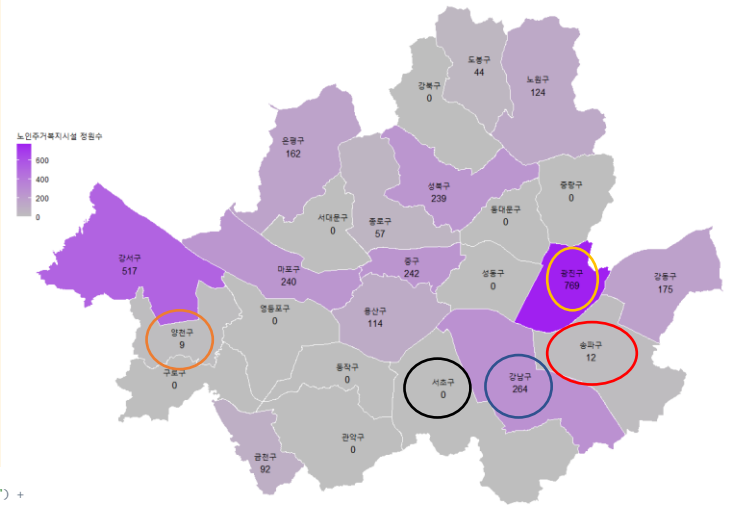 도봉구
44
강북구
0
노원구
124
노인주거복지시설 정원수
600
400
200
0
은평구
162
성북구
239
중랑구
0
서대문구
0
종로구
57
동대문구
0
강서구
517
마포구
240
중구
242
성동구
0
광진구
769
강동구
175
영등포구
0
용산구
114
양천구
9
송파구
12
구로구
0
동작구
0
서초구
0
강남구
264
관악구
0
금천구
92
") +